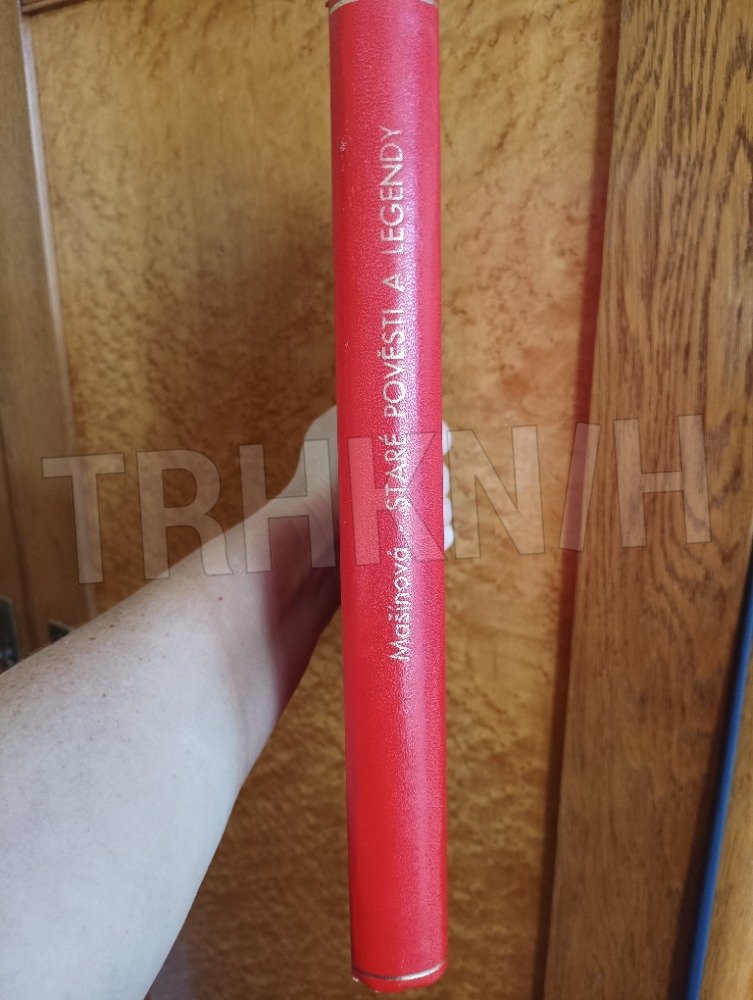 Mašínová - STARÉ POVĚSTI A LEGENDY
TRHKNIH